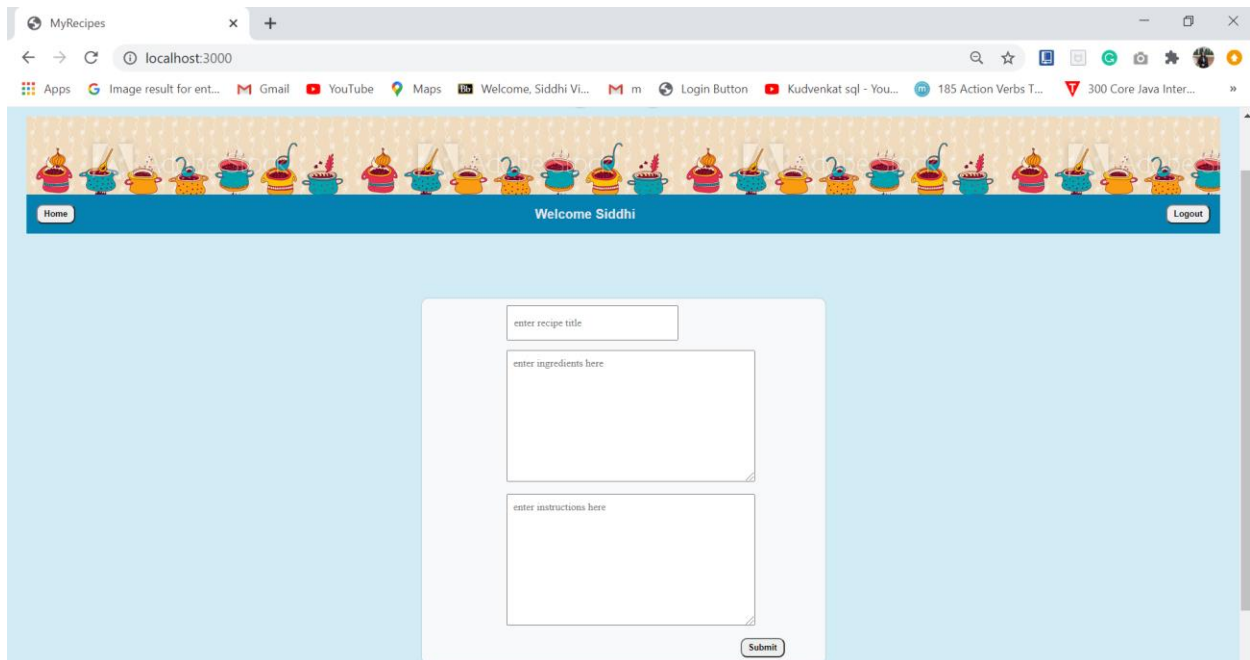 MyRecipes
localhost:3000
Apps
Image result for ent...
Gmail
YouTube
Maps
Bb Welcome, Siddhi Vi...
m
Login Button
Kudvenkat sql - You...
m 185 Action Verbs T...
300 Core Java Inter...
»
Home
Welcome Siddhi
Logout
enter recipe title
enter ingredients here
enter instructions here
Submit